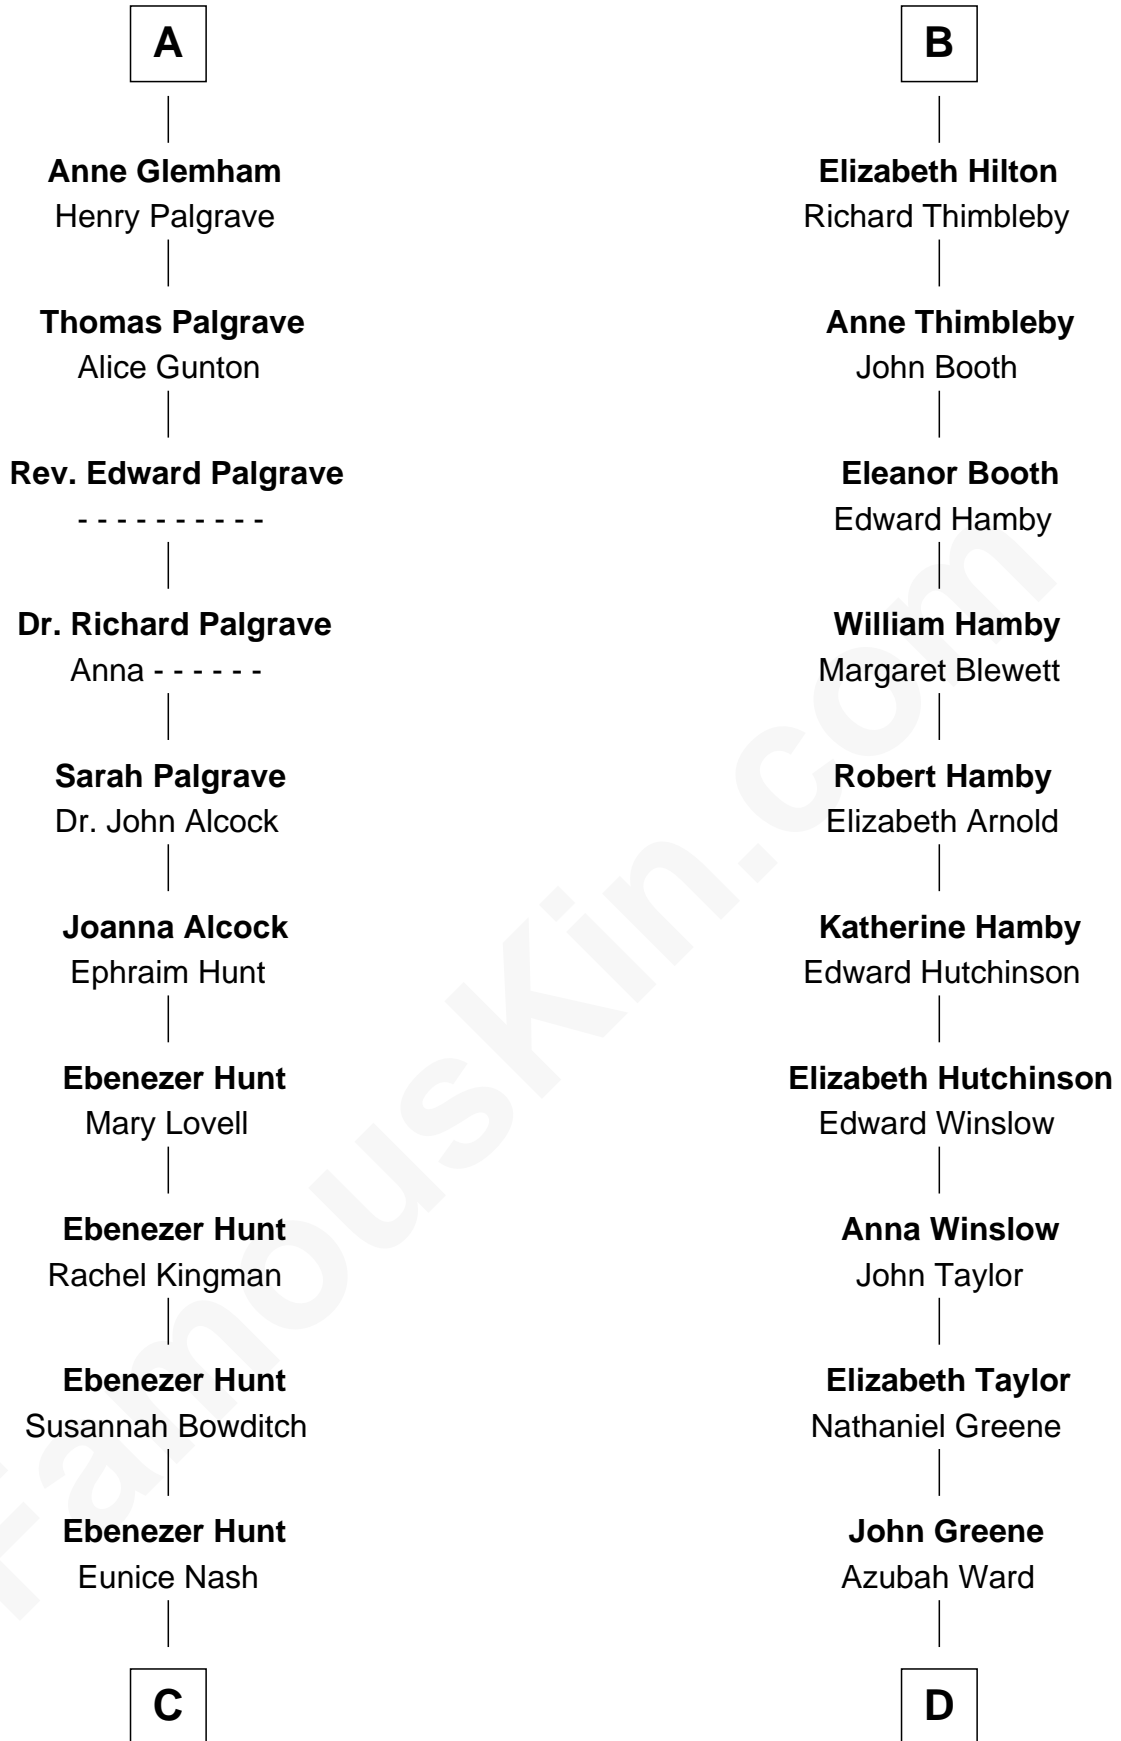 A
Anne Glemham
Henry Palgrave
Thomas Palgrave
Alice Gunton
Rev. Edward Palgrave
- - - - - - - - - -
Dr. Richard Palgrave
Anna - - - - - -
Sarah Palgrave
Dr. John Alcock
Joanna Alcock
Ephraim Hunt
Ebenezer Hunt
Mary Lovell
Ebenezer Hunt
Rachel Kingman
Ebenezer Hunt
Susannah Bowditch
Ebenezer Hunt
Eunice Nash
C
B
Elizabeth Hilton
Richard Thimbleby
Anne Thimbleby
John Booth
Eleanor Booth
Edward Hamby
William Hamby
Margaret Blewett
Robert Hamby
Elizabeth Arnold
Katherine Hamby
Edward Hutchinson
Elizabeth Hutchinson
Edward Winslow
Anna Winslow
John Taylor
Elizabeth Taylor
Nathaniel Greene
John Greene
Azubah Ward
D
FamousKin.com